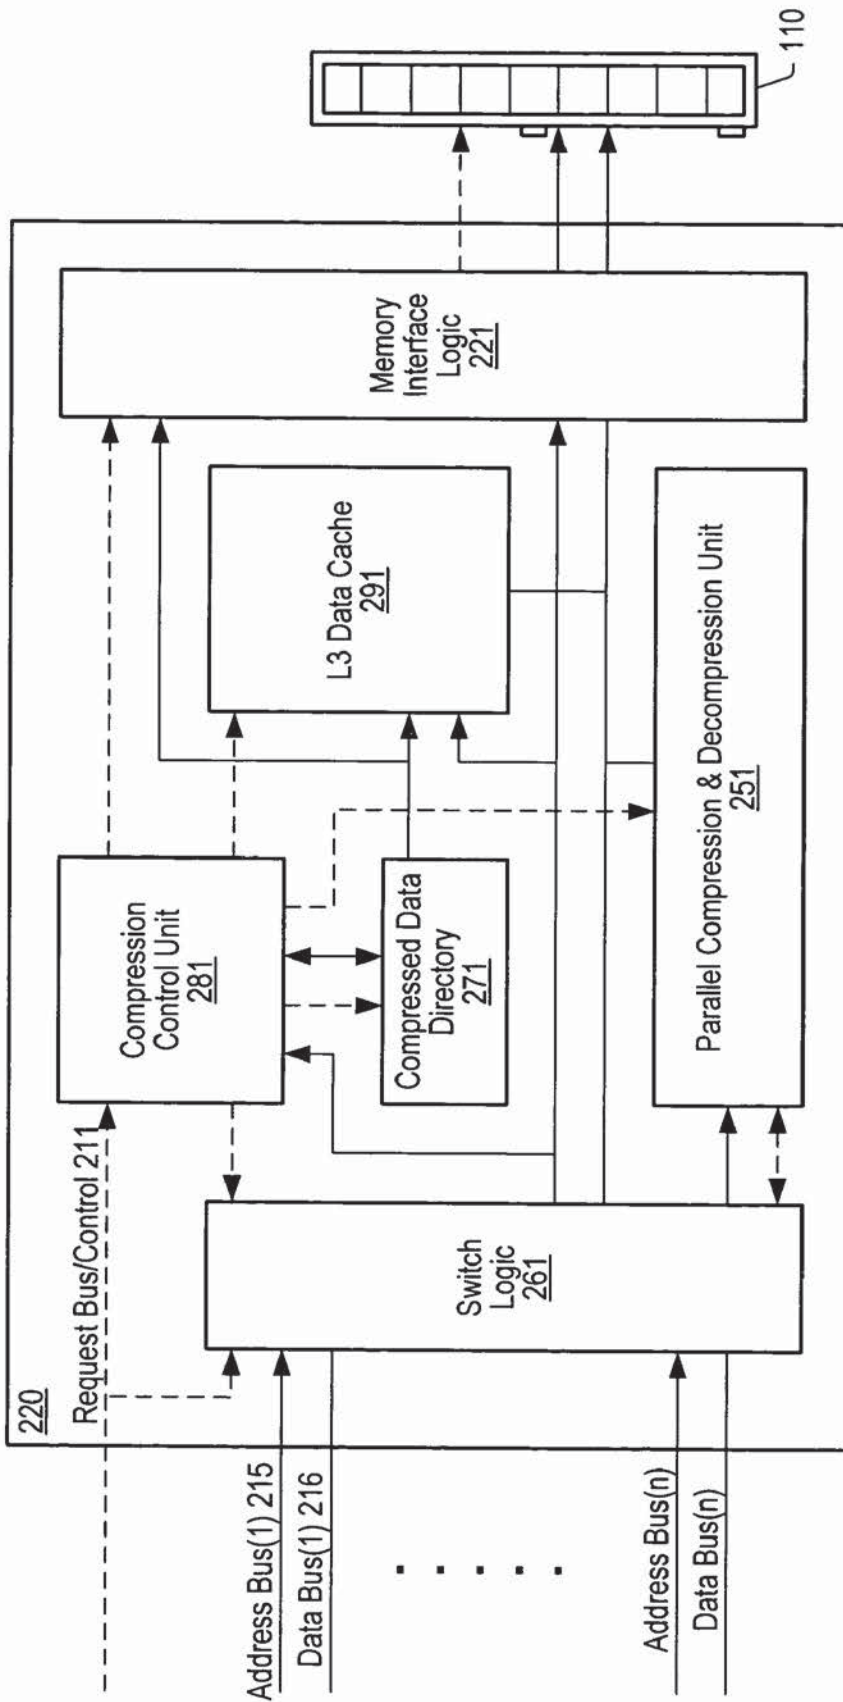 220
Request Bus/Control 211
Address Bus(1) 215
Data Bus(1) 216
.....
Address Bus(n)
Data Bus(n)
Switch
Logic
261
Compression
Control Unit
281
Compressed Data
Directory
271
L3 Data Cache
291
Parallel Compression & Decompression Unit
251
Memory
Interface
Logic
221
110